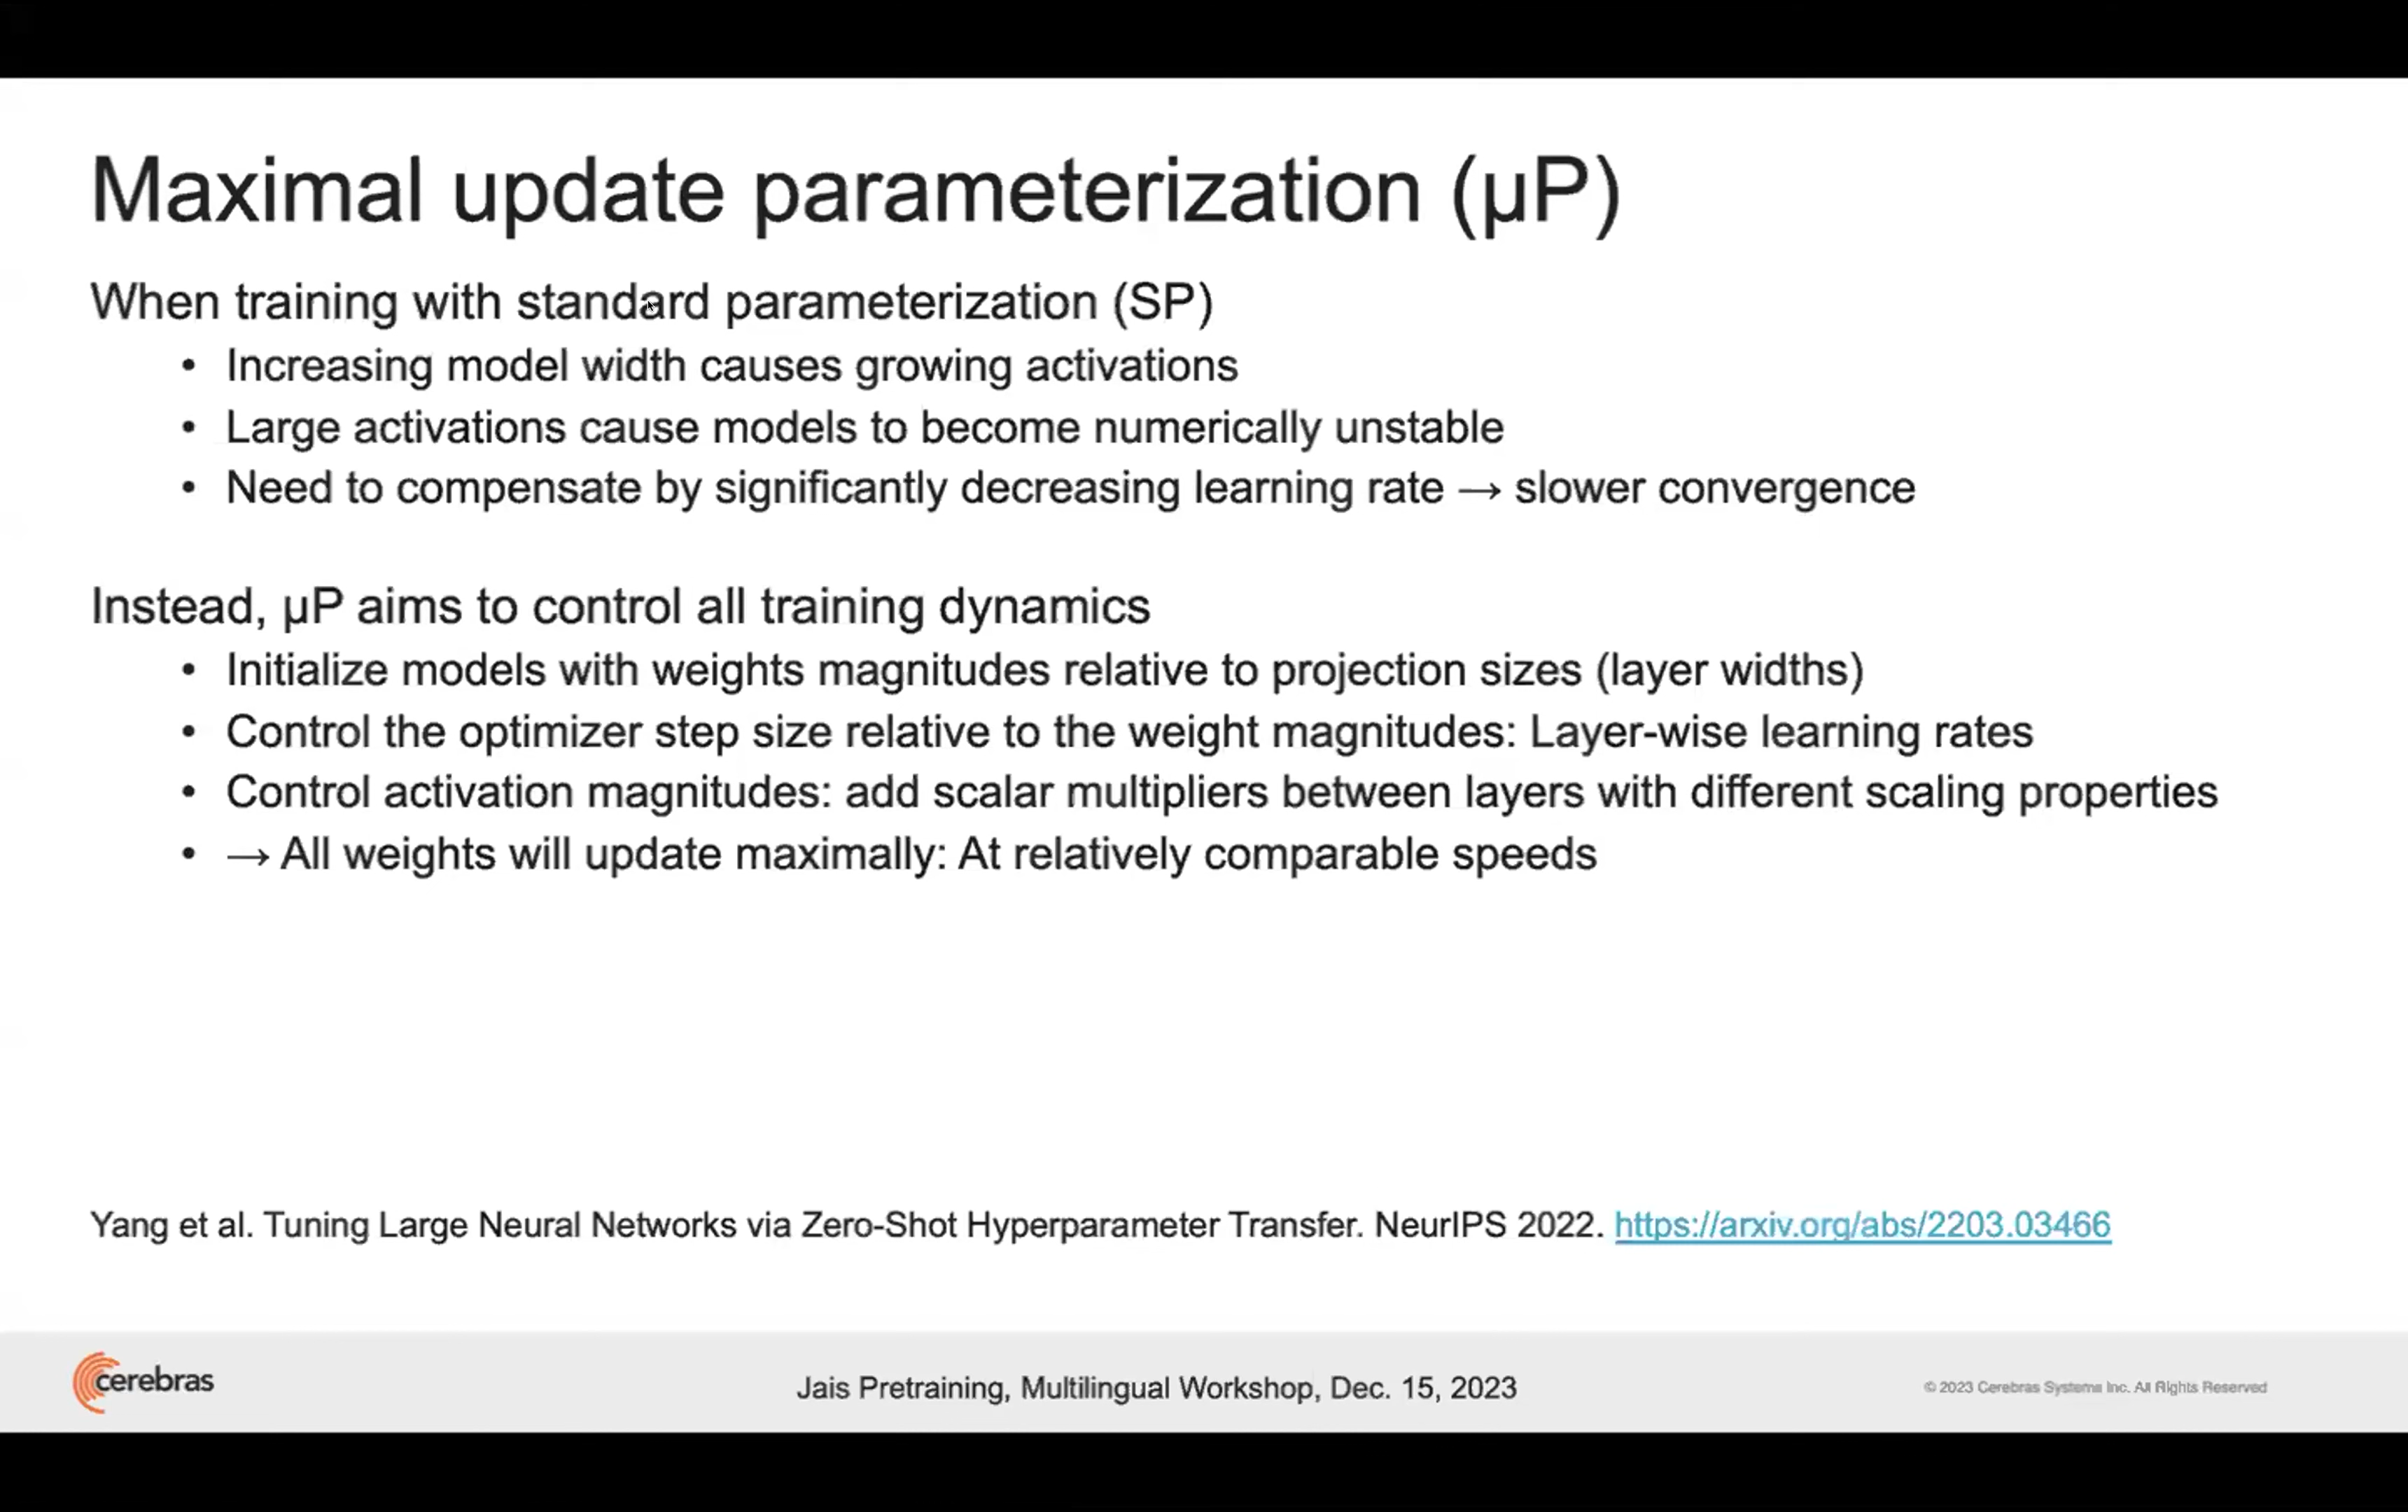 Maximal update parameterization (µP)
When training with standard parameterization (SP)
• Increasing model width causes growing activations
• Large activations cause models to become numerically unstable
• Need to compensate by significantly decreasing learning rate → slower convergence
Instead, µP aims to control all training dynamics
• Initialize models with weights magnitudes relative to projection sizes (layer widths)
• Control the optimizer step size relative to the weight magnitudes: Layer-wise learning rates
• Control activation magnitudes: add scalar multipliers between layers with different scaling properties
• → All weights will update maximally: At relatively comparable speeds
Yang et al. Tuning Large Neural Networks via Zero-Shot Hyperparameter Transfer. NeurIPS 2022. https://arxiv.org/abs/2203.03466
cerebras
Jais Pretraining, Multilingual Workshop, Dec. 15, 2023
© 2023 Cerebras Systems Inc. All Rights Reserved